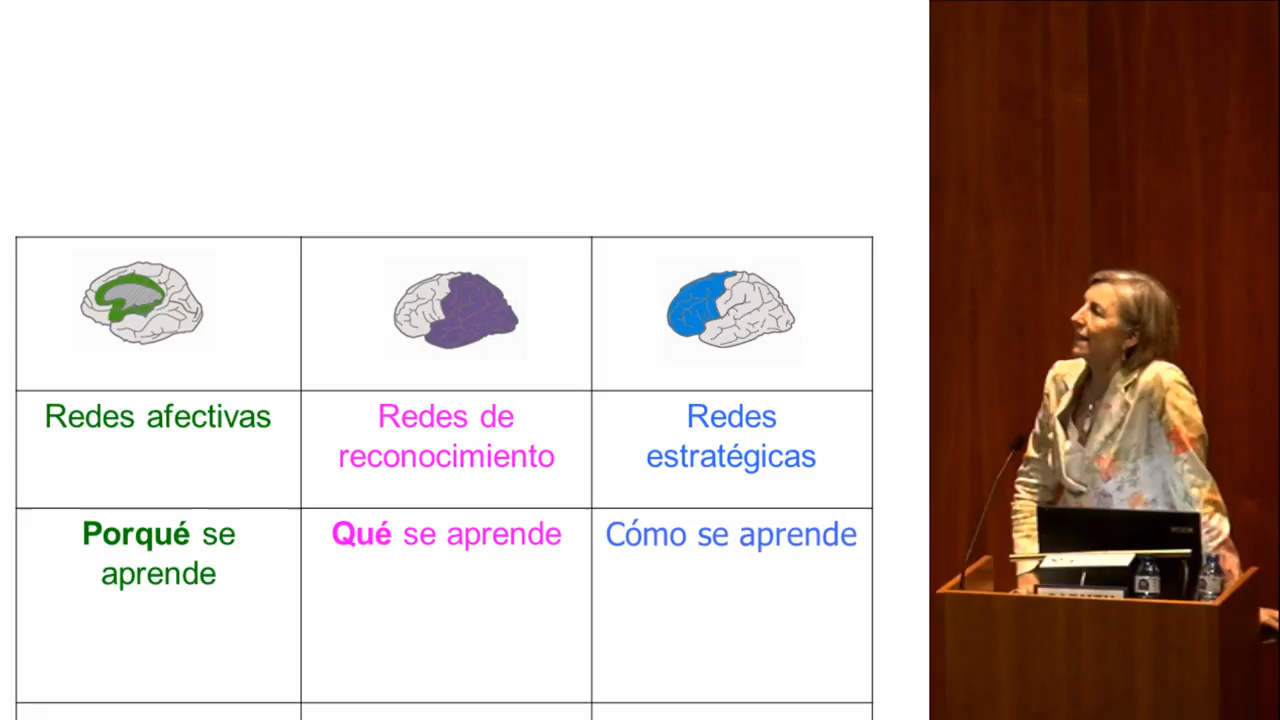 Redes afectivas
Redes de
reconocimiento
Redes
estratégicas
Porqué se
aprende
Qué se aprende
Cómo se aprende